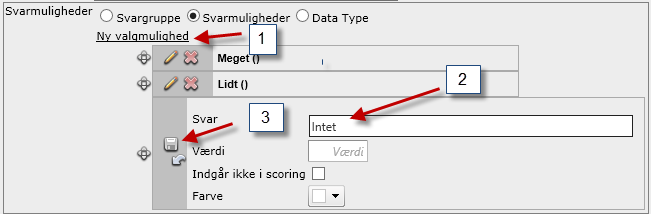 Svarmuligheder Svargruppe Svarmuligheder Data Type
Ny valgmulighed 1
Meget ()
Lidt ()
2
3
Svar Intet
Værdi Værdi
Indgår ikke i scoring
Farve